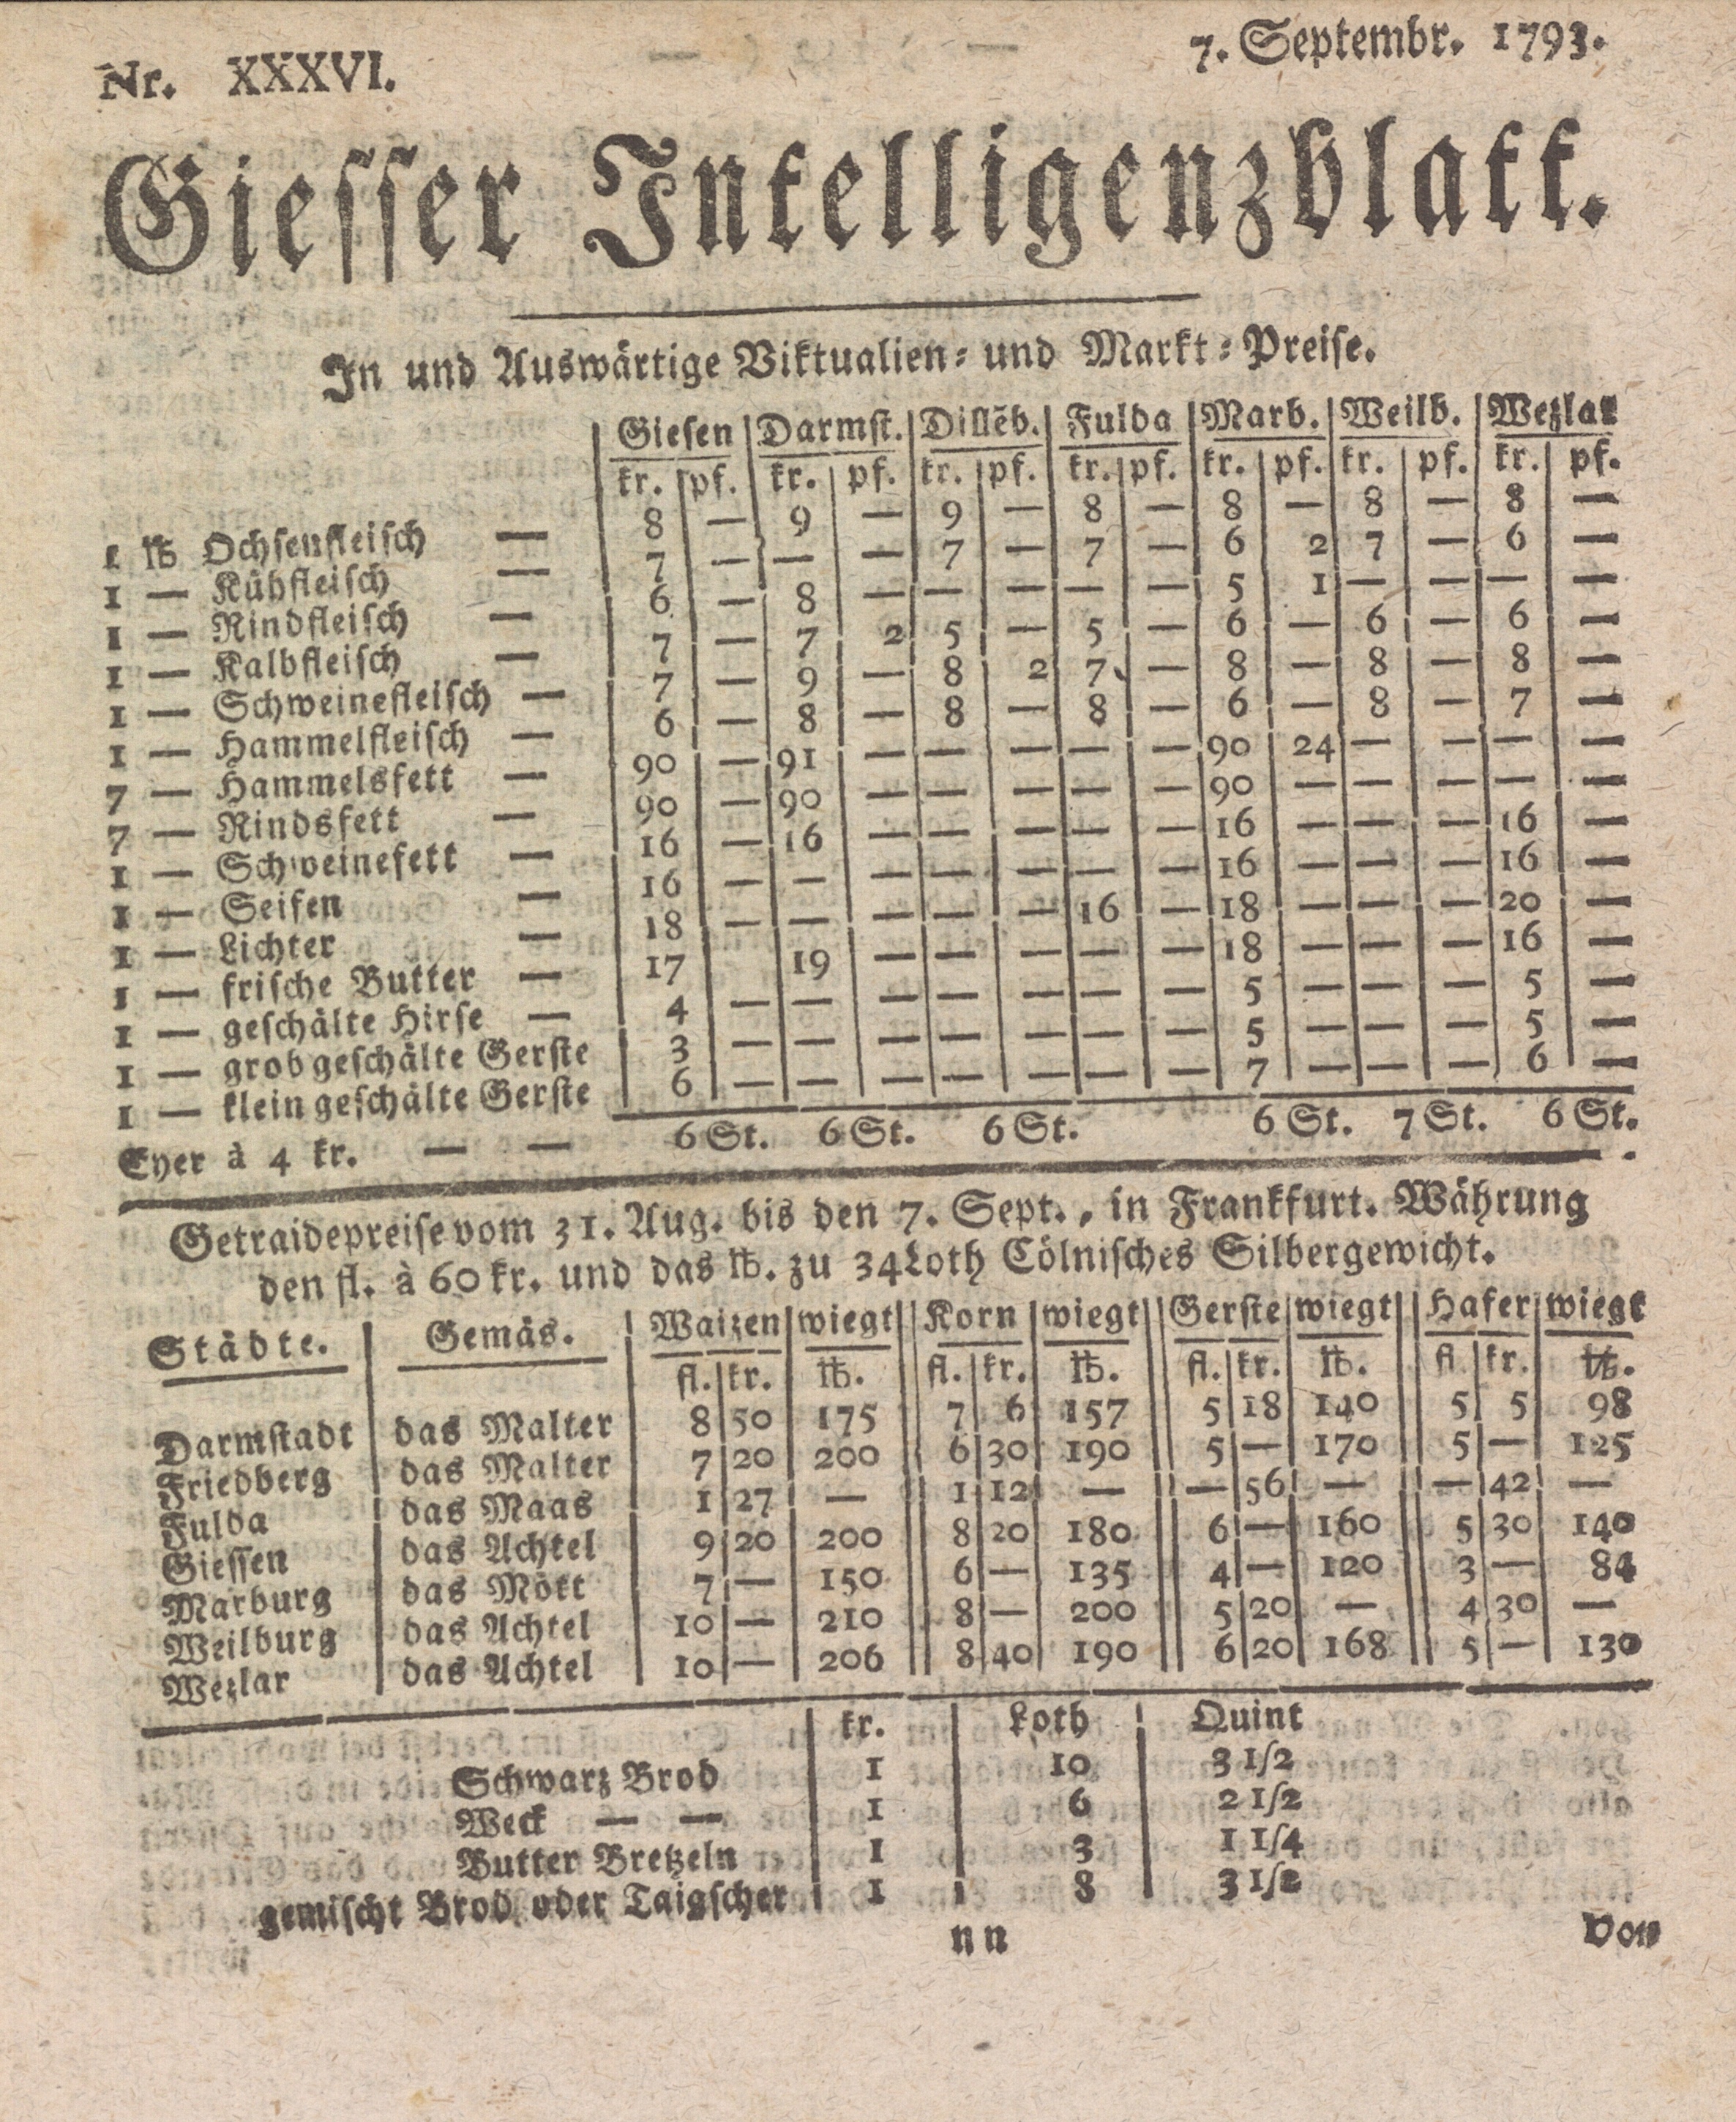 Nr. XXXVI.
7. Septembr. 1793.
Giesser Intelligenzblatt.
In und Auswärtige Viktualien- und Markt-Preise.
Giesen Darmst. Dillēb. Fulda Marb. Weilb. Wezlar
kr. pf. kr. pf. kr. pf. kr. pf. kr. pf. kr. pf. kr. pf.
1 ℔ Ochsenfleisch — 8 — 9 — 9 — 8 — 8 — 8 — 8 —
1 — Kühfleisch — 7 — — — 7 — 7 — 6 2 7 — 6 —
1 — Rindfleisch — 6 — 8 — — — — — 5 1 — — — —
1 — Kalbfleisch — 7 — 7 2 5 — 5 — 6 — 6 — 6 —
1 — Schweinefleisch — 7 — 9 — 8 2 7 — 8 — 8 — 8 —
1 — Hammelfleisch — 6 — 8 — 8 — 8 — 6 — 8 — 7 —
7 — Hammelsfett — 90 — 91 — — — — — 90 24 — — — —
7 — Rindsfett — 90 — 90 — — — — — 90 — — — — —
1 — Schweinefett — 16 — 16 — — — — — 16 — — — 16 —
1 — Seifen — 16 — — — — — — — 16 — — — 16 —
1 — Lichter — 18 — — — — — 16 — 18 — — — 20 —
1 — frische Butter — 17 19 — — — — — 18 — — — 16 —
1 — geschälte Hirse — 4 — — — — — — — 5 — — — 5 —
1 — grob geschälte Gerste 3 — — — — — — — 5 — — — 5 —
1 — klein geschälte Gerste 6 — — — — — — — 7 — — — 6 —
Eyer à 4 kr. — — 6 St. 6 St. 6 St. 6 St. 7 St. 6 St.
Getraidepreise vom 31. Aug. bis den 7. Sept., in Frankfurt. Währung
den fl. à 60 kr. und das ℔. zu 34 Loth Cölnisches Silbergewicht.
Städte. Gemäs. Waizen wiegt Korn wiegt Gerste wiegt Hafer wiegt
fl. kr. ℔. fl. kr. ℔. fl. kr. ℔. fl. kr. ℔.
Darmstadt das Malter 8 50 175 7 6 157 5 18 140 5 5 98
Friedberg das Malter 7 20 200 6 30 190 5 — 170 5 — 125
Fulda das Maas 1 27 — 1 12 — — 56 — — 42 —
Giessen das Achtel 9 20 200 8 20 180 6 — 160 5 30 140
Marburg das Mött 7 — 150 6 — 135 4 — 120 3 — 84
Weilburg das Achtel 10 — 210 8 — 200 5 20 — 4 30 —
Wezlar das Achtel 10 — 206 8 40 190 6 20 168 5 — 130
kr. Loth Quint
Schwarz Brod 1 10 3 1/2
Weck — — 1 6 2 1/2
Butter Bretzeln 1 3 1 1/4
gemischt Brod oder Taigscher 1 8 3 1/2
nn
Von